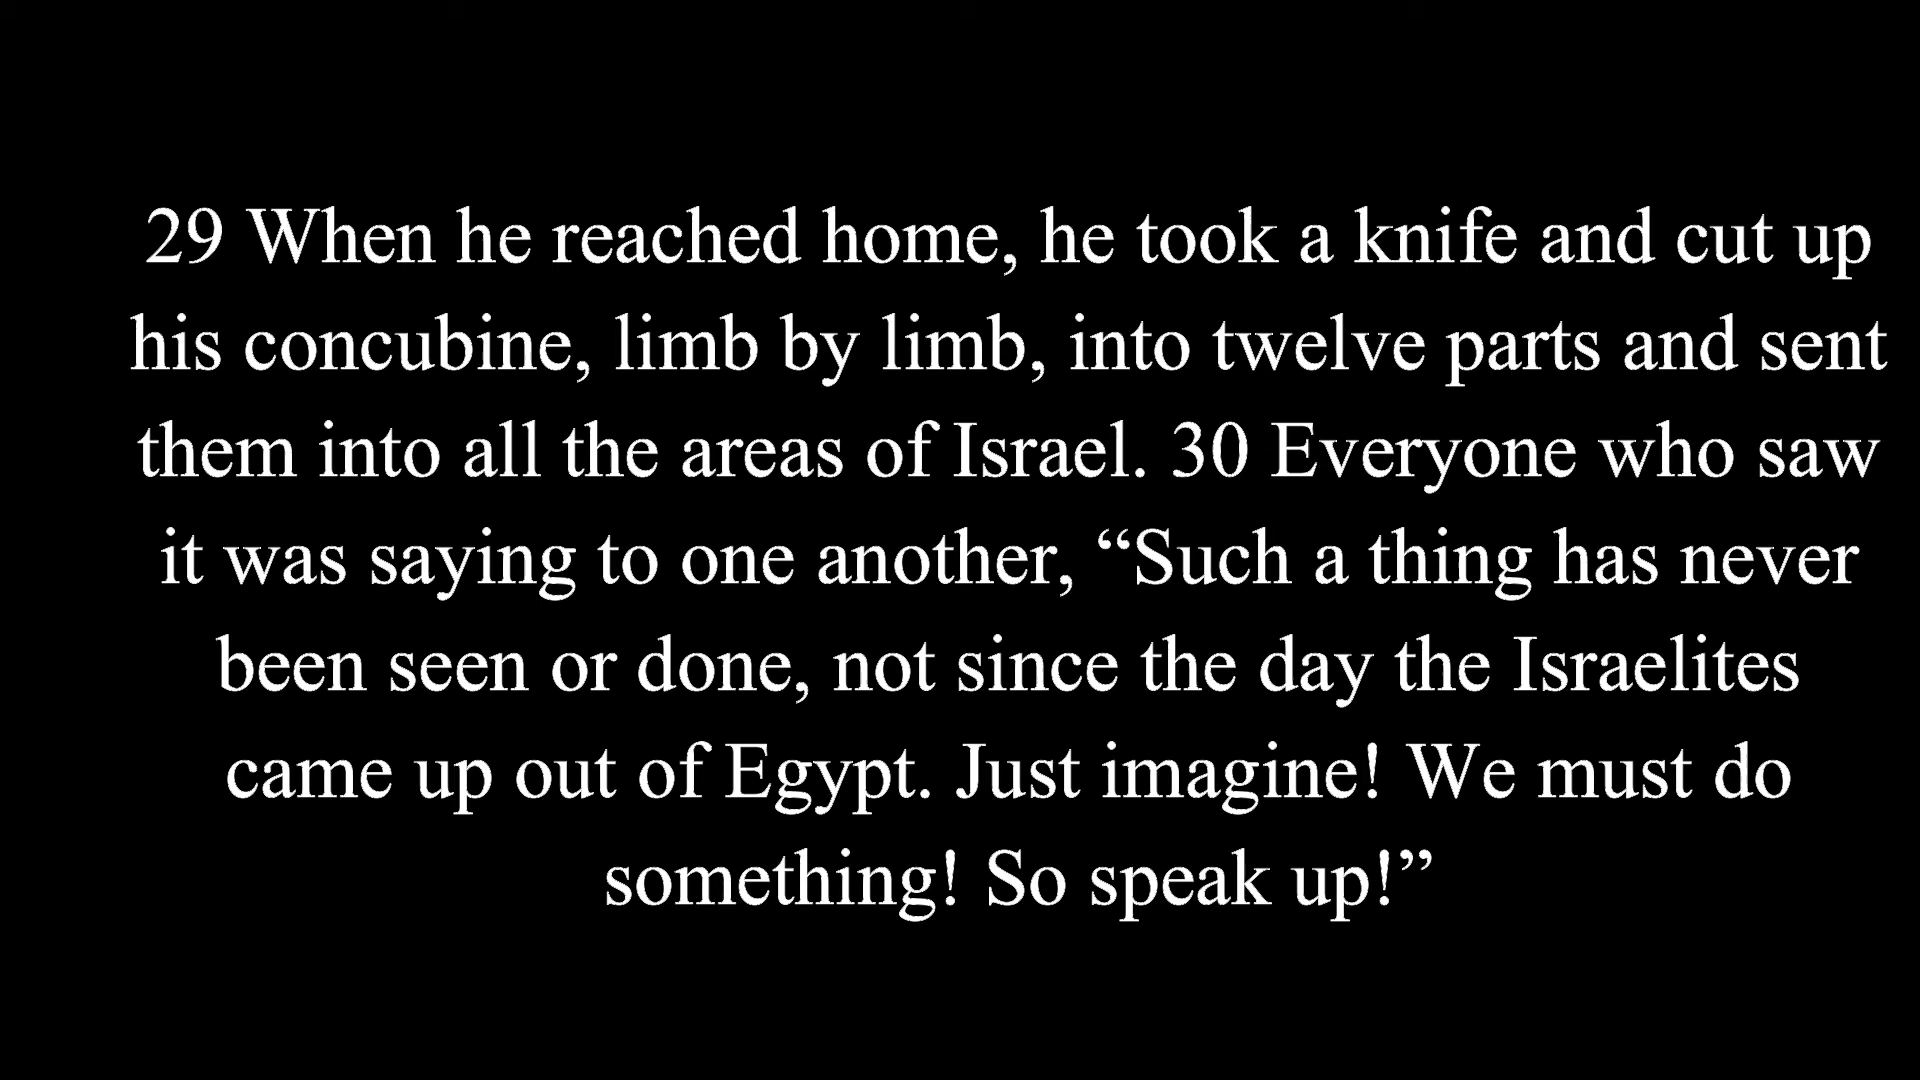 29 When he reached home, he took a knife and cut up
his concubine, limb by limb, into twelve parts and sent
them into all the areas of Israel. 30 Everyone who saw
it was saying to one another, “Such a thing has never
been seen or done, not since the day the Israelites
came up out of Egypt. Just imagine! We must do
something! So speak up!”